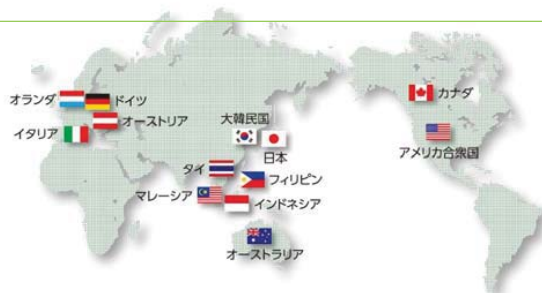 オランダ
ドイツ
イタリア
オーストリア
大韓民国
日本
タイ
フィリピン
マレーシア
インドネシア
オーストラリア
カナダ
アメリカ合衆国